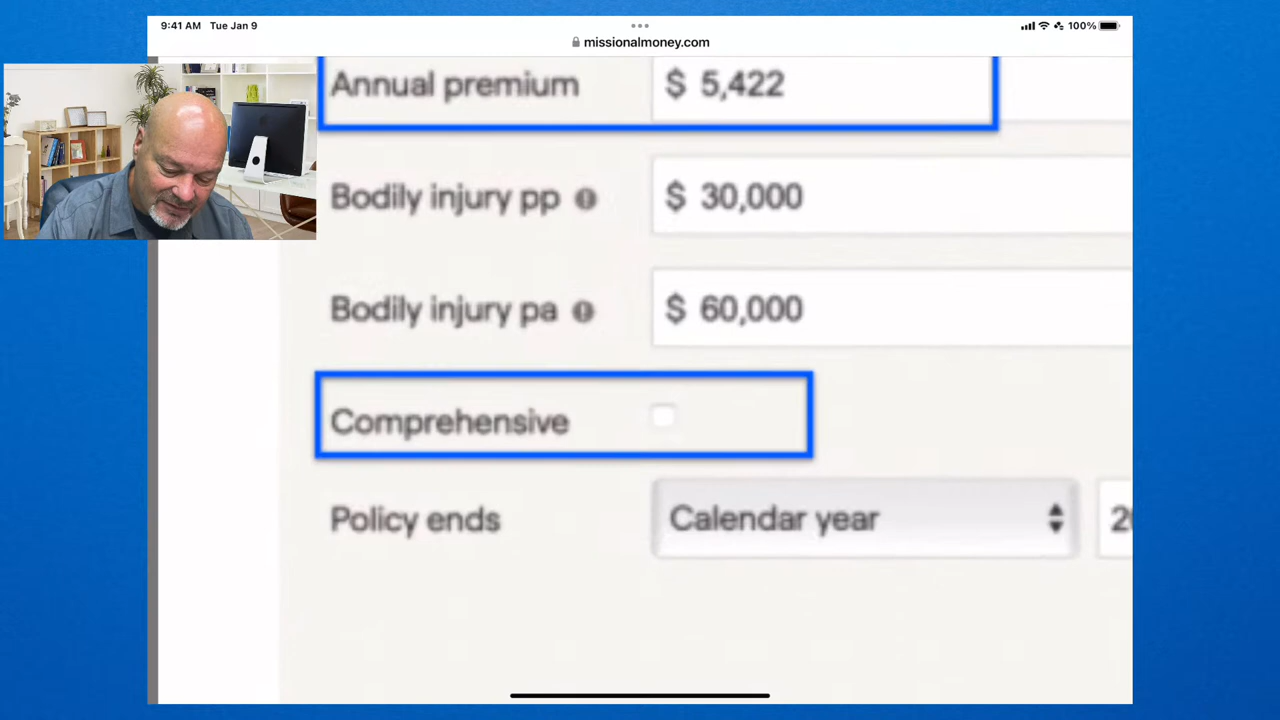 9:41 AM Tue Jan 9
100%
missionalmoney.com
Annual premium $ 5,422
Bodily injury pp $ 30,000
Bodily injury pa $ 60,000
Comprehensive
Policy ends Calendar year